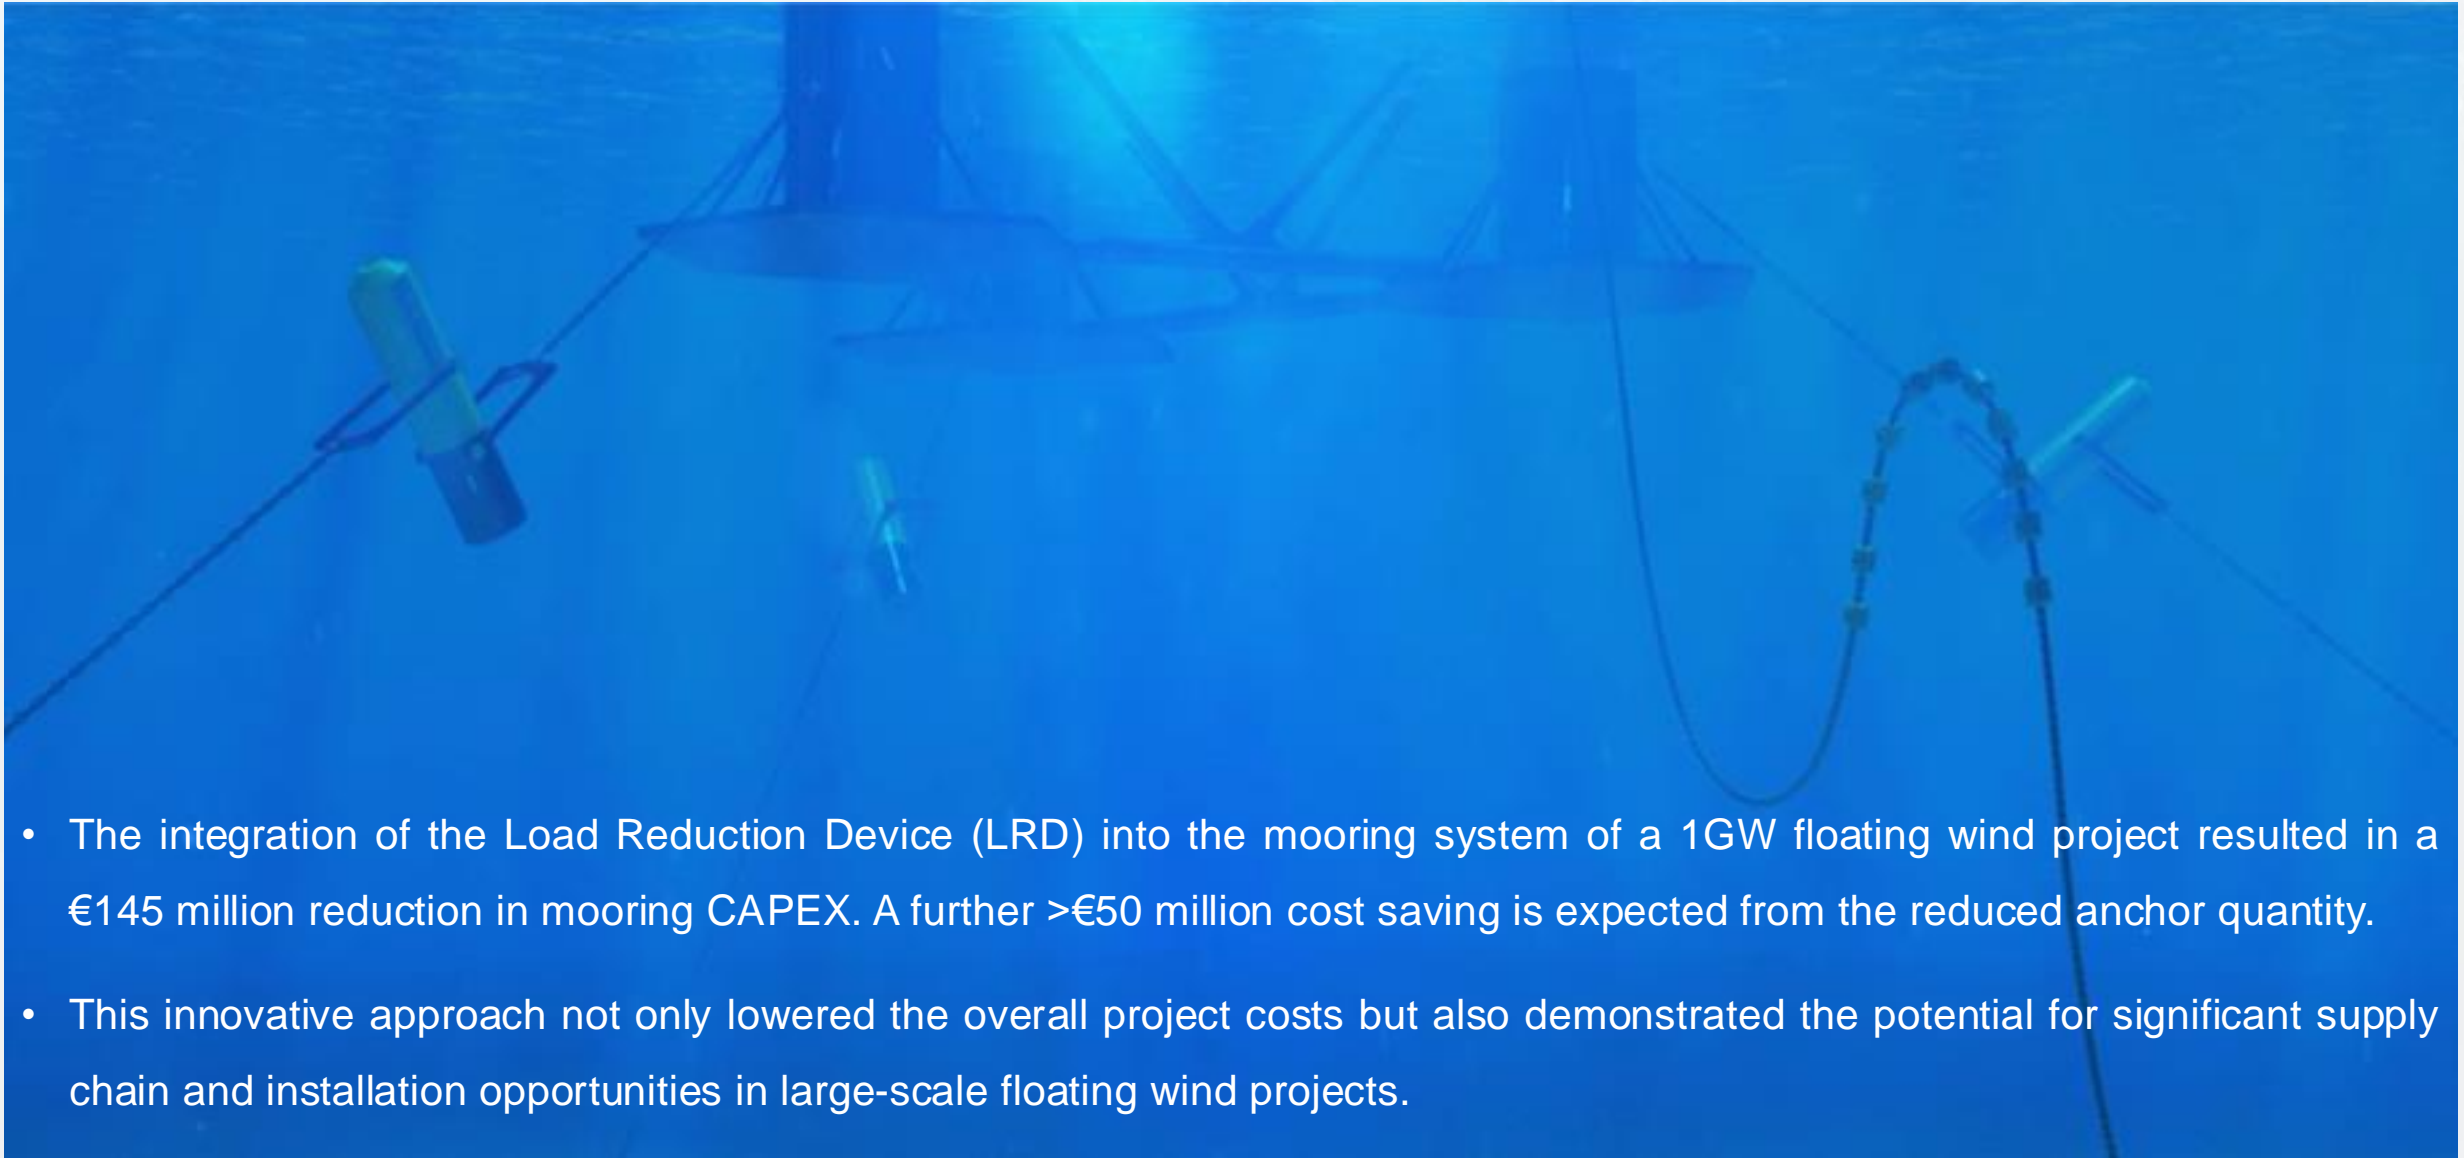 • The integration of the Load Reduction Device (LRD) into the mooring system of a 1GW floating wind project resulted in a
€145 million reduction in mooring CAPEX. A further >€50 million cost saving is expected from the reduced anchor quantity.
• This innovative approach not only lowered the overall project costs but also demonstrated the potential for significant supply
chain and installation opportunities in large-scale floating wind projects.